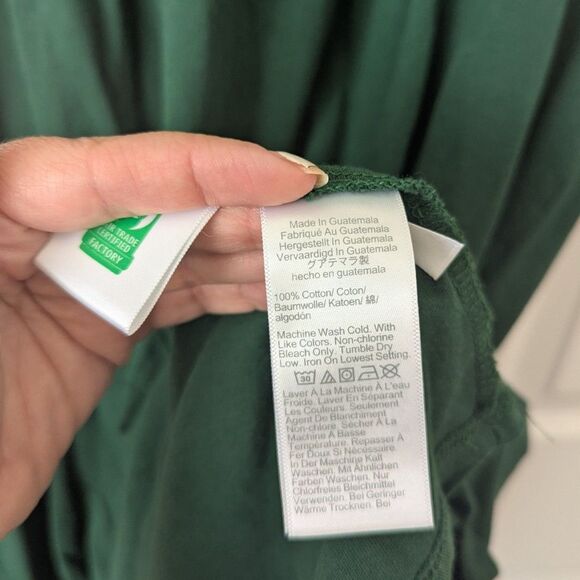 FAIR TRADE
CERTIFIED
FACTORY
Made In Guatemala
Fabriqué Au Guatemala
Hergestellt In Guatemala
Vervaardigd In Guatemala
グアテマラ製
hecho en guatemala
100% Cotton/ Coton/
Baumwolle/ Katoen/ 綿/
algodón
Machine Wash Cold. With
Like Colors. Non-chlorine
Bleach Only. Tumble Dry
Low. Iron On Lowest Setting.
30
Laver À La Machine À L'eau
Froide. Laver En Séparant
Les Couleurs. Seulement
Agent De Blanchiment
Non-chlore. Sécher À La
Machine À Basse
Température. Repasser À
Fer Doux Si Nécessaire.
In Der Maschine Kalt
Waschen. Mit Ähnlichen
Farben Waschen. Nur
Chlorfreies Bleichmittel
Verwenden. Bei Geringer
Wärme Trocknen. Bei